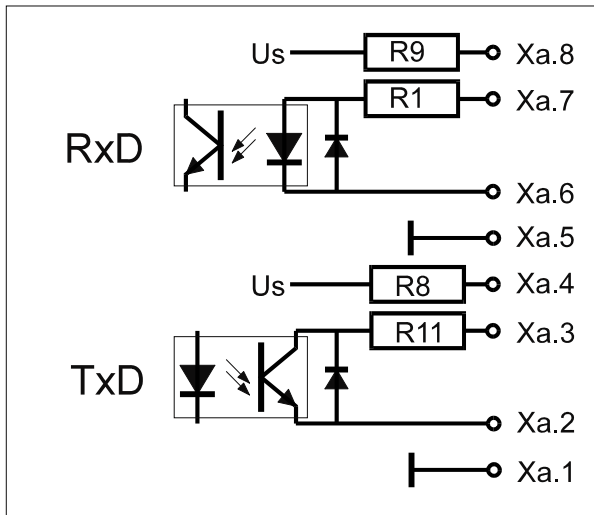 Us R9 Xa.8
R1 Xa.7
RxD
Xa.6
Xa.5
Us R8 Xa.4
R11 Xa.3
TxD
Xa.2
Xa.1